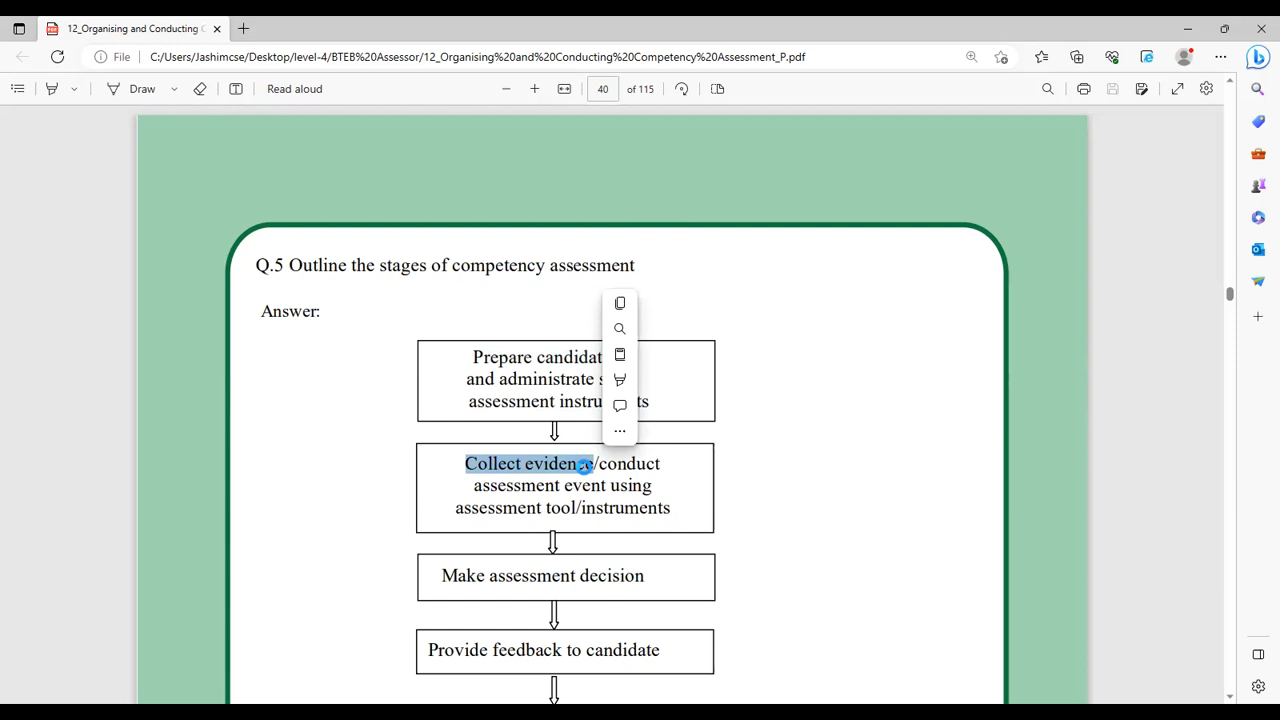 12_Organising and Conducting C
File
C:/Users/Jashimcse/Desktop/level-4/BTEB%20Assessor/12_Organising%20and%20Conducting%20Competency%20Assessment_P.pdf
Draw
Read aloud
40
of 115
Q.5 Outline the stages of competency assessment
Answer:
Prepare candidat
and administrate
assessment instru ts
Collect evidence/conduct
assessment event using
assessment tool/instruments
Make assessment decision
Provide feedback to candidate